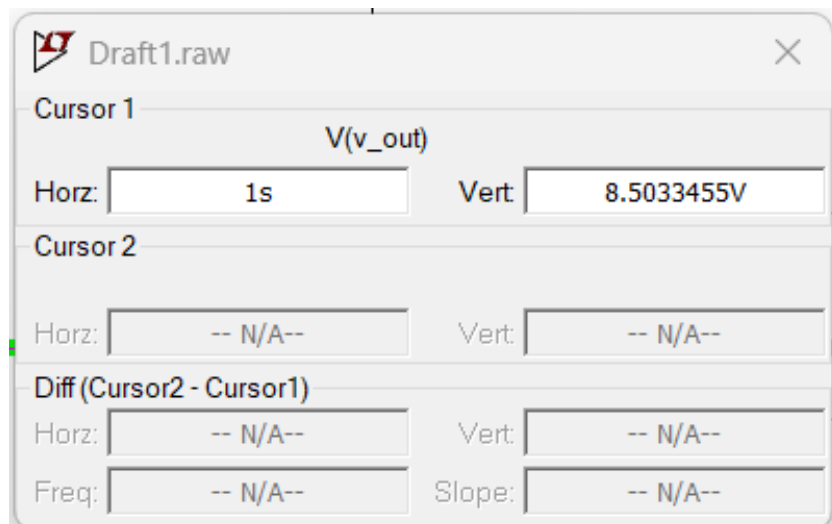 Draft1.raw
Cursor 1
V(v_out)
Horz: 1s Vert: 8.5033455V
Cursor 2
Horz: -- N/A-- Vert: -- N/A--
Diff (Cursor2 - Cursor1)
Horz: -- N/A-- Vert: -- N/A--
Freq: -- N/A-- Slope: -- N/A--